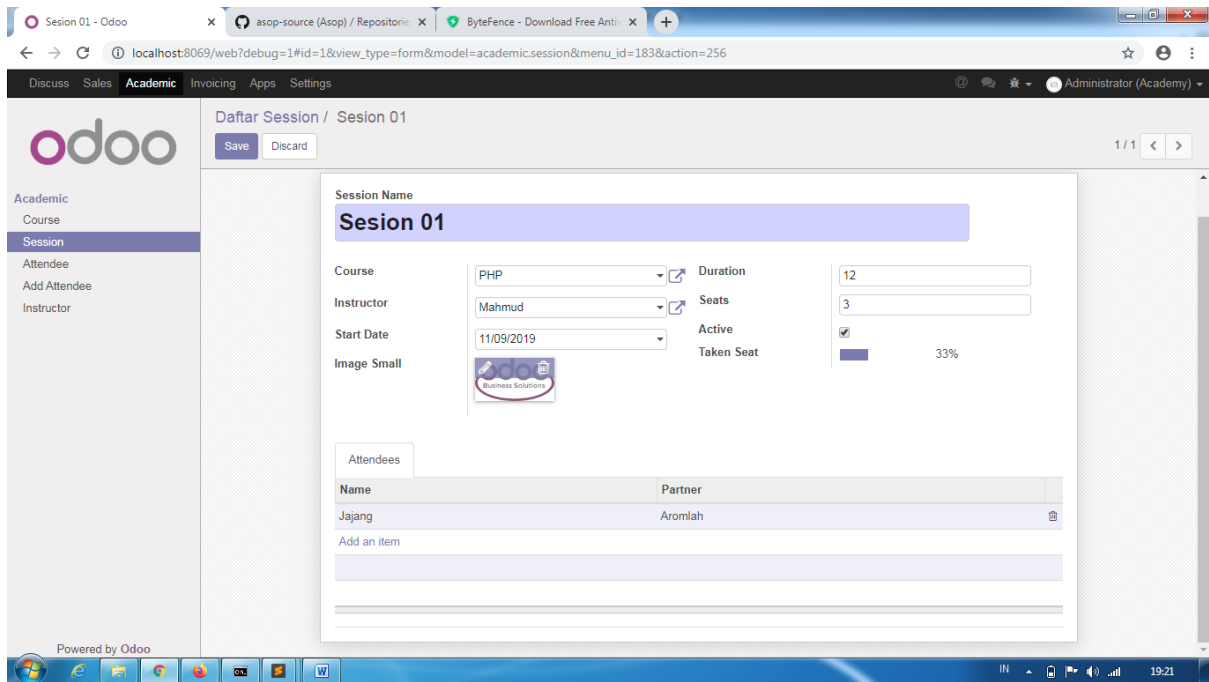 Sesion 01 - Odoo
asop-source (Asop) / Repositorie
ByteFence - Download Free Anti
localhost:8069/web?debug=1#id=1&view_type=form&model=academic.session&menu_id=183&action=256
Discuss Sales Academic Invoicing Apps Settings @ Administrator (Academy)
odoo
Daftar Session / Sesion 01
Save Discard 1 / 1
Academic
Course
Session
Attendee
Add Attendee
Instructor
Powered by Odoo
Session Name
Sesion 01
Course PHP
Instructor Mahmud
Start Date 11/09/2019
Image Small
odoo
Business Solutions
Duration 12
Seats 3
Active
Taken Seat 33%
Attendees
Name Partner
Jajang Aromlah
Add an item
IN 19:21